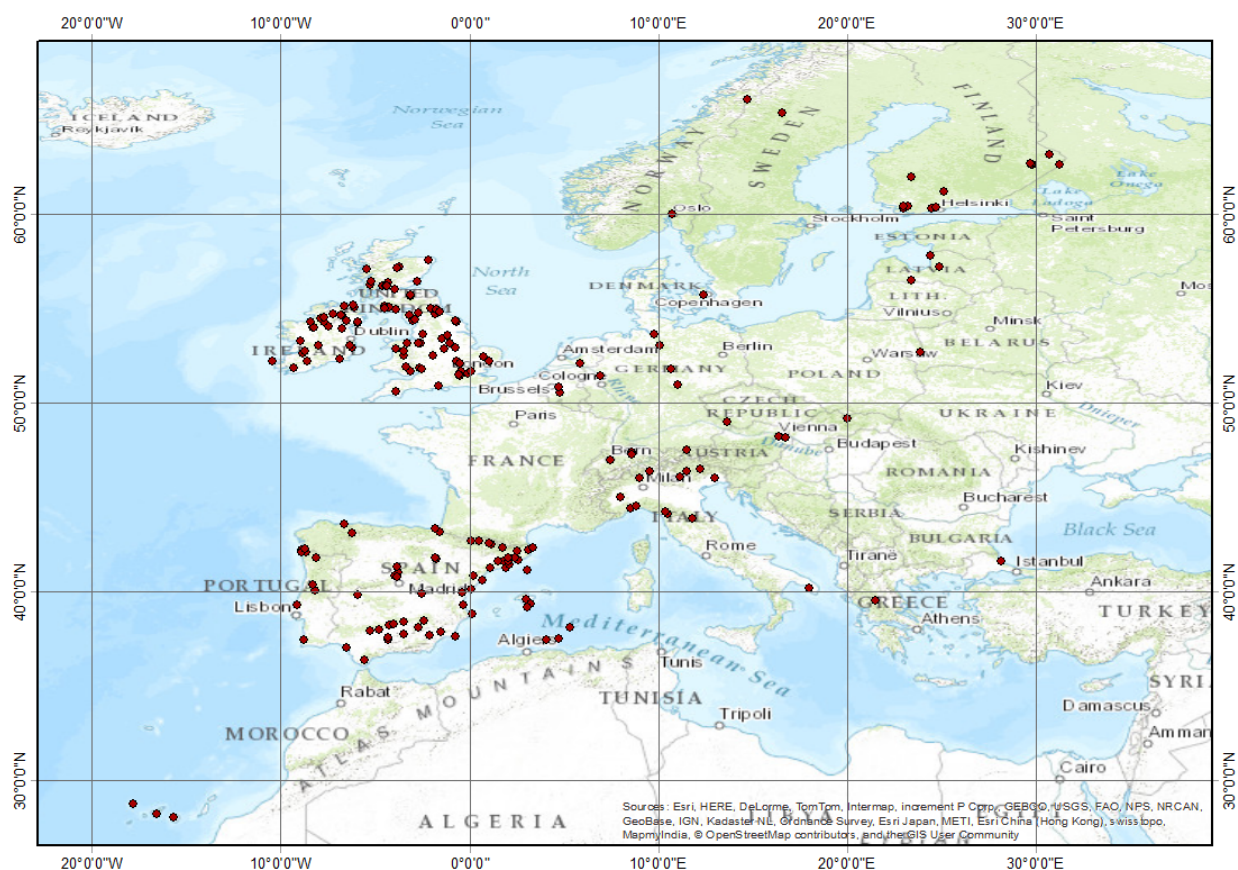 20°0'0"W 10°0'0"W 0°0'0" 10°0'0"E 20°0'0"E 30°0'0"E
ICELAND
Reykjavík
Norwegian
Sea
NORWAY
SWEDEN
FINLAND
Lake
Onega
Lake
Ladoga
60°0'0"N
60°0'0"N
Oslo
Helsinki
Stockholm
Saint
Petersburg
ESTONIA
North
Sea
LATVIA
DENMARK
Copenhagen
LITH.
Vilnius
Mos
UNITED
KINGDOM
Minsk
Dublin
IRELAND
BELARUS
Amsterdam
Berlin
Warsaw
London
Cologne
GERMANY
POLAND
Brussels
Rhine
Kiev
50°0'0"N
50°0'0"N
Paris
CZECH
REPUBLIC
UKRAINE
Dnieper
Vienna
Danube
Budapest
Kishinev
Bern
AUSTRIA
FRANCE
ROMANIA
Milan
Bucharest
ITALY
SERBIA
Black Sea
BULGARIA
Rome
Tiranë
Istanbul
SPAIN
PORTUGAL
Madrid
Ankara
40°0'0"N
40°0'0"N
Lisbon
GREECE
TURKEY
Athens
Mediterranean
Sea
Algiers
Tunis
SYRI
Rabat
ATLAS MOUNTAINS
TUNISIA
Damascus
Tripoli
MOROCCO
Amman
Cairo
30°0'0"N
30°0'0"N
ALGERIA
LIBYA
EGYPT
Sources: Esri, HERE, DeLorme, TomTom, Intermap, increment P Corp., GEBCO, USGS, FAO, NPS, NRCAN,
GeoBase, IGN, Kadaster NL, Ordnance Survey, Esri Japan, METI, Esri China (Hong Kong), swisstopo,
MapmyIndia, © OpenStreetMap contributors, and the GIS User Community
20°0'0"W 10°0'0"W 0°0'0" 10°0'0"E 20°0'0"E 30°0'0"E